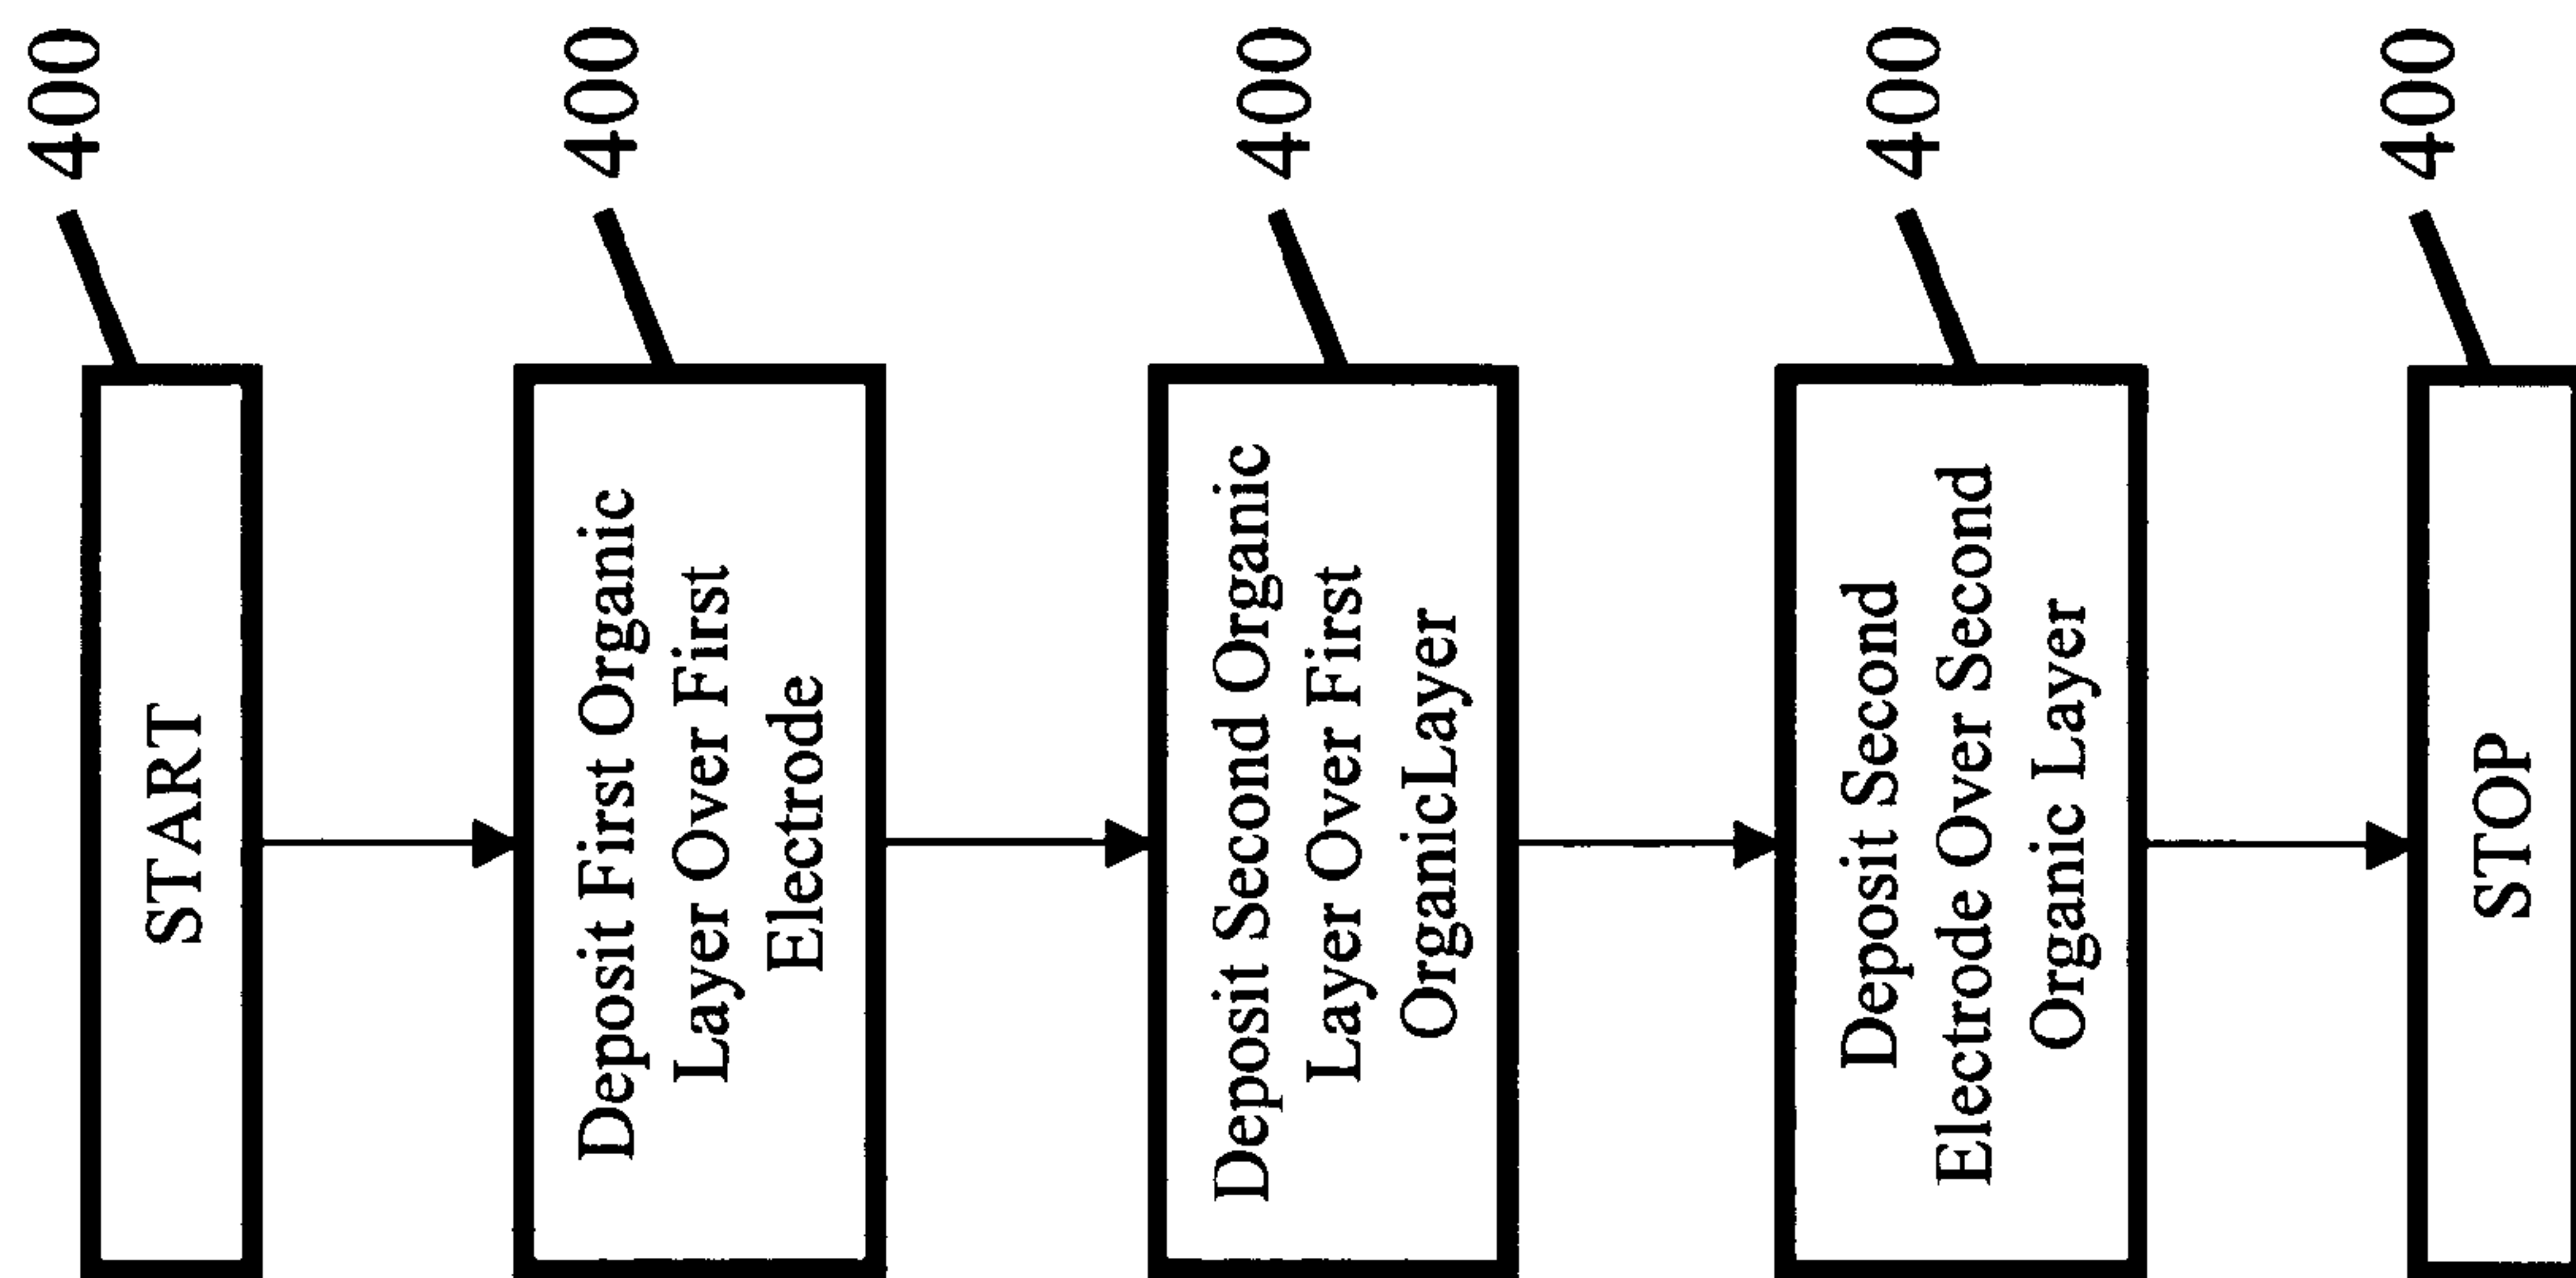 START
400
Deposit First Organic
Layer Over First
Electrode
400
Deposit Second Organic
Layer Over First
OrganicLayer
400
Deposit Second
Electrode Over Second
Organic Layer
400
STOP
400